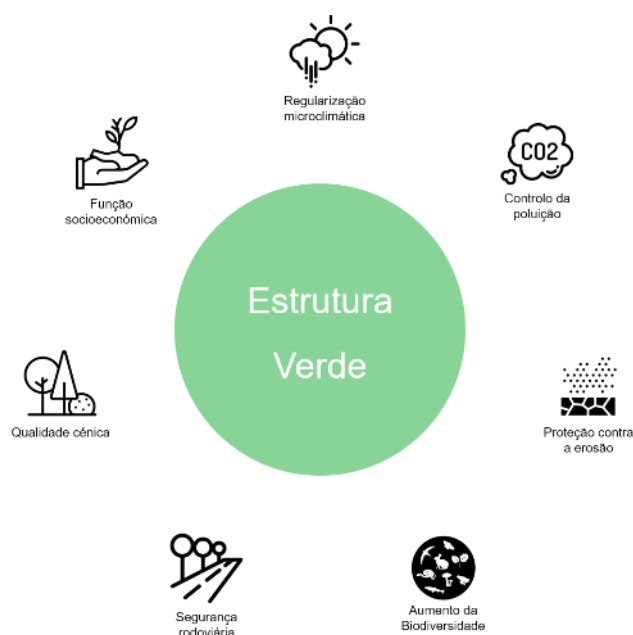 Regularização
microclimática
CO2
Controlo da
poluição
Função
socioeconómica
Estrutura
Verde
Qualidade cénica
Proteção contra
a erosão
Segurança
rodoviária
Aumento da
Biodiversidade